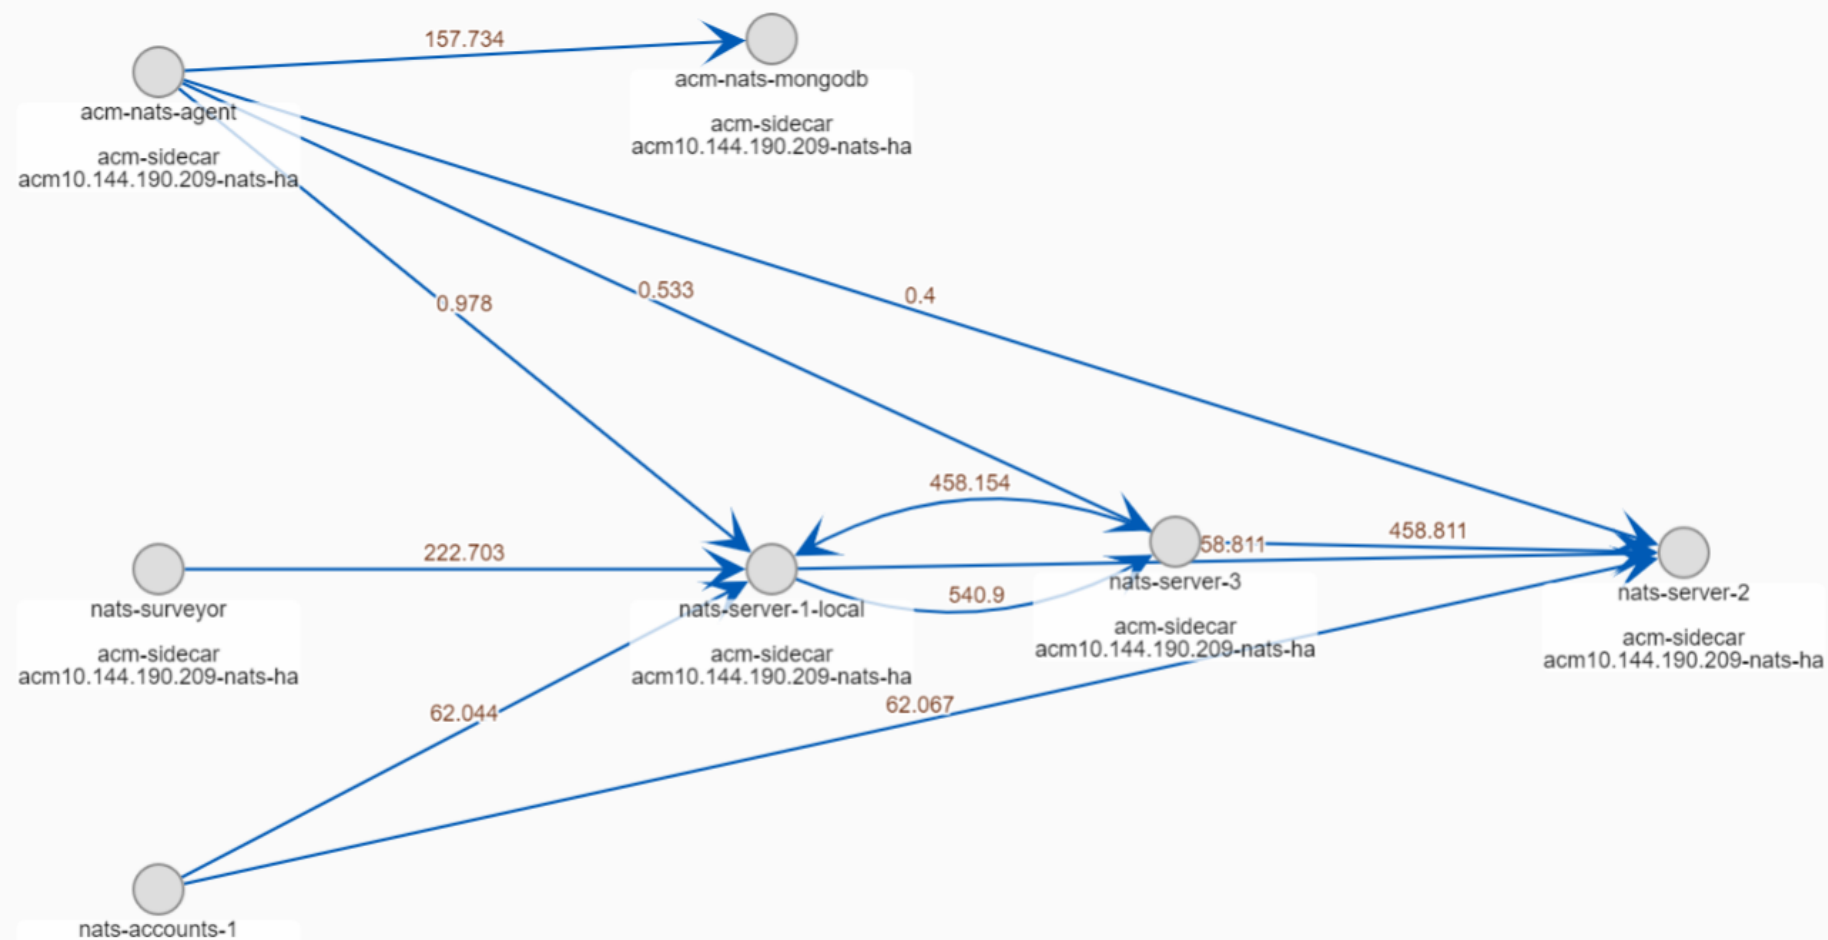 157.734
acm-nats-agent
acm-sidecar
acm10.144.190.209-nats-ha
acm-nats-mongodb
acm-sidecar
acm10.144.190.209-nats-ha
0.978
0.533
0.4
458.154
222.703
58.811
458.811
540.9
nats-surveyor
acm-sidecar
acm10.144.190.209-nats-ha
nats-server-1-local
acm-sidecar
acm10.144.190.209-nats-ha
nats-server-3
acm-sidecar
acm10.144.190.209-nats-ha
nats-server-2
acm-sidecar
acm10.144.190.209-nats-ha
62.044
62.067
nats-accounts-1